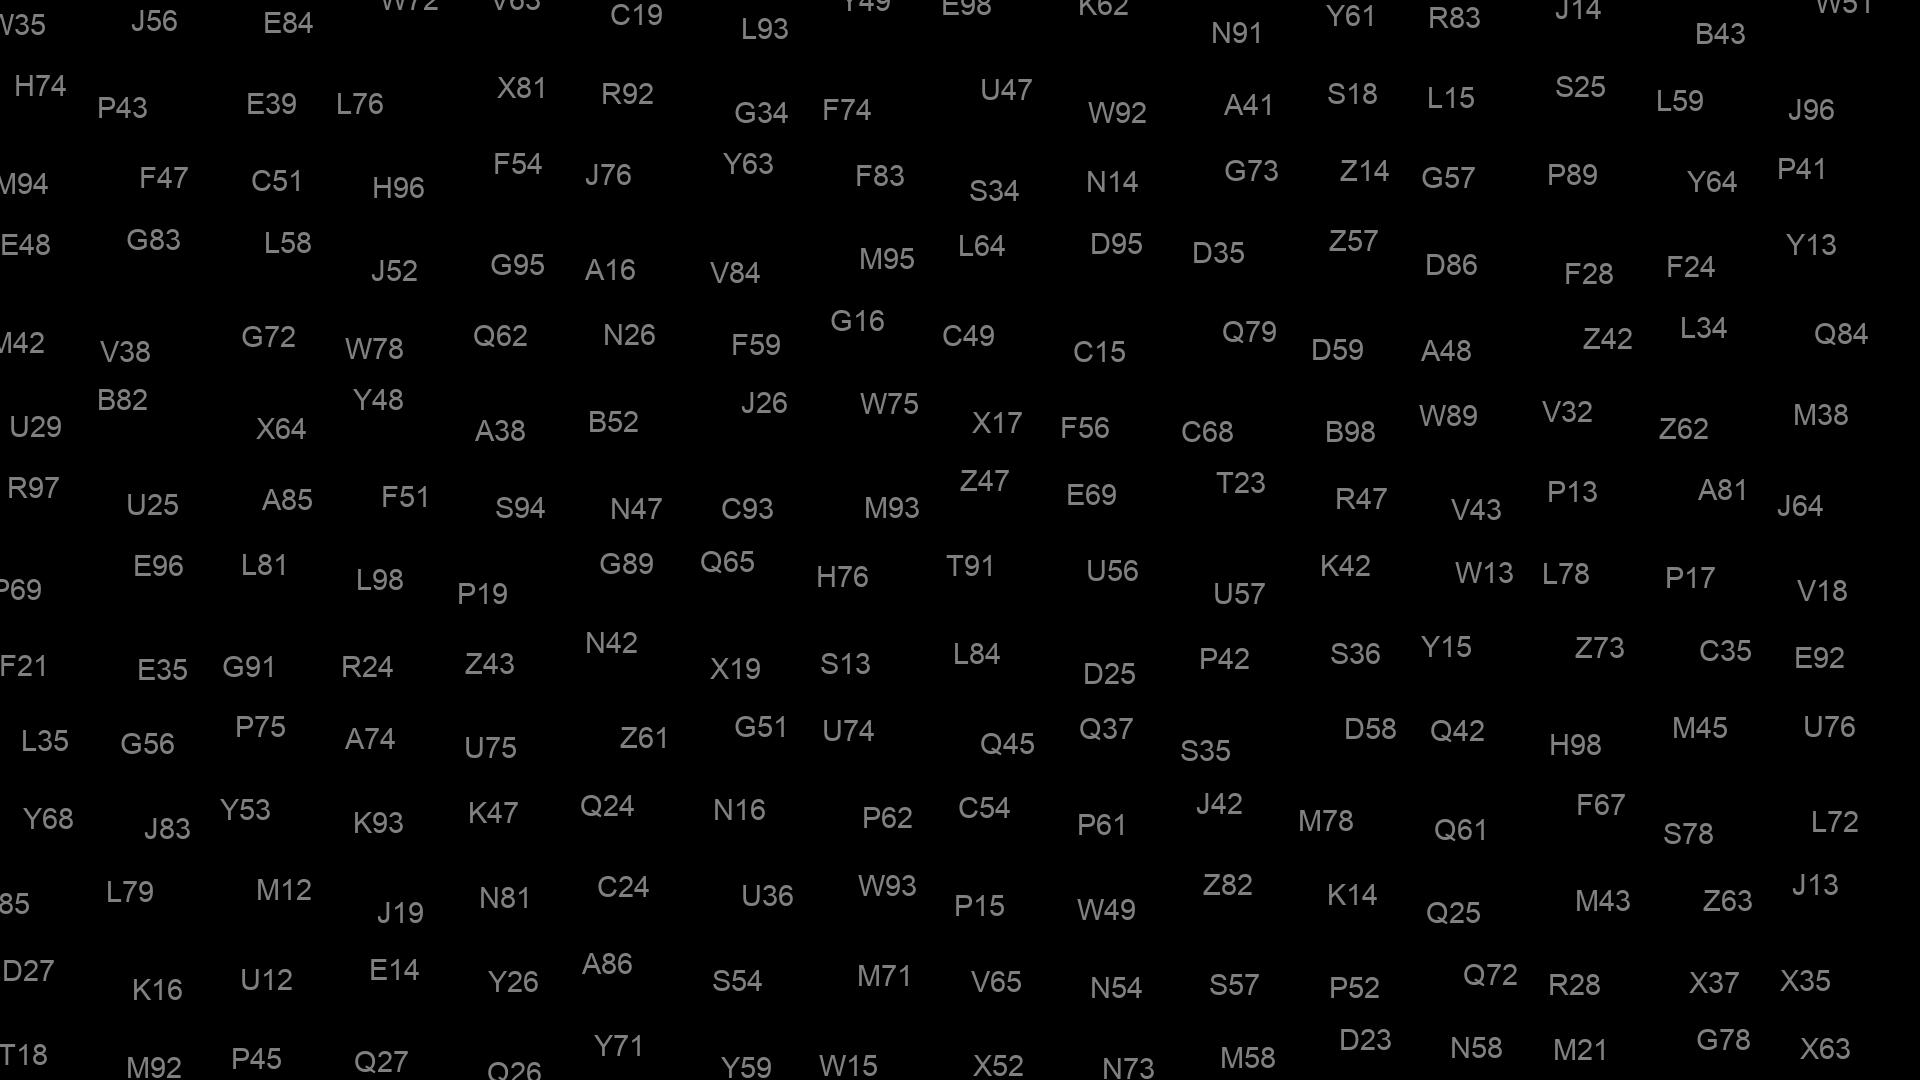 W35 J56 E84 W72 V63 C19 L93 Y49 E98 K62 N91 Y61 R83 J14 B43 W51
H74 P43 E39 L76 X81 R92 G34 F74 U47 W92 A41 S18 L15 S25 L59 J96
M94 F47 C51 H96 F54 J76 Y63 F83 S34 N14 G73 Z14 G57 P89 Y64 P41
E48 G83 L58 J52 G95 A16 V84 M95 L64 D95 D35 Z57 D86 F28 F24 Y13
M42 V38 G72 W78 Q62 N26 F59 G16 C49 C15 Q79 D59 A48 Z42 L34 Q84
U29 B82 X64 Y48 A38 B52 J26 W75 X17 F56 C68 B98 W89 V32 Z62 M38
R97 U25 A85 F51 S94 N47 C93 M93 Z47 E69 T23 R47 V43 P13 A81 J64
P69 E96 L81 L98 P19 G89 Q65 H76 T91 U56 U57 K42 W13 L78 P17 V18
F21 E35 G91 R24 Z43 N42 X19 S13 L84 D25 P42 S36 Y15 Z73 C35 E92
L35 G56 P75 A74 U75 Z61 G51 U74 Q45 Q37 S35 D58 Q42 H98 M45 U76
Y68 J83 Y53 K93 K47 Q24 N16 P62 C54 P61 J42 M78 Q61 F67 S78 L72
85 L79 M12 J19 N81 C24 U36 W93 P15 W49 Z82 K14 Q25 M43 Z63 J13
D27 K16 U12 E14 Y26 A86 S54 M71 V65 N54 S57 P52 Q72 R28 X37 X35
T18 M92 P45 Q27 Q26 Y71 Y59 W15 X52 N73 M58 D23 N58 M21 G78 X63